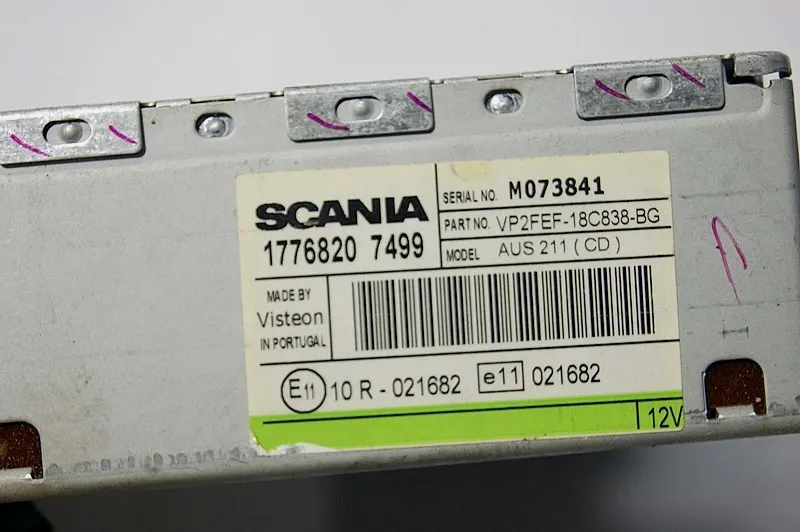 SCANIA
1776820 7499
SERIAL NO. M073841
PART NO. VP2FEF-18C838-BG
MODEL AUS 211 ( CD )
MADE BY
Visteon
IN PORTUGAL
E11 10 R - 021682 e11 021682
12V